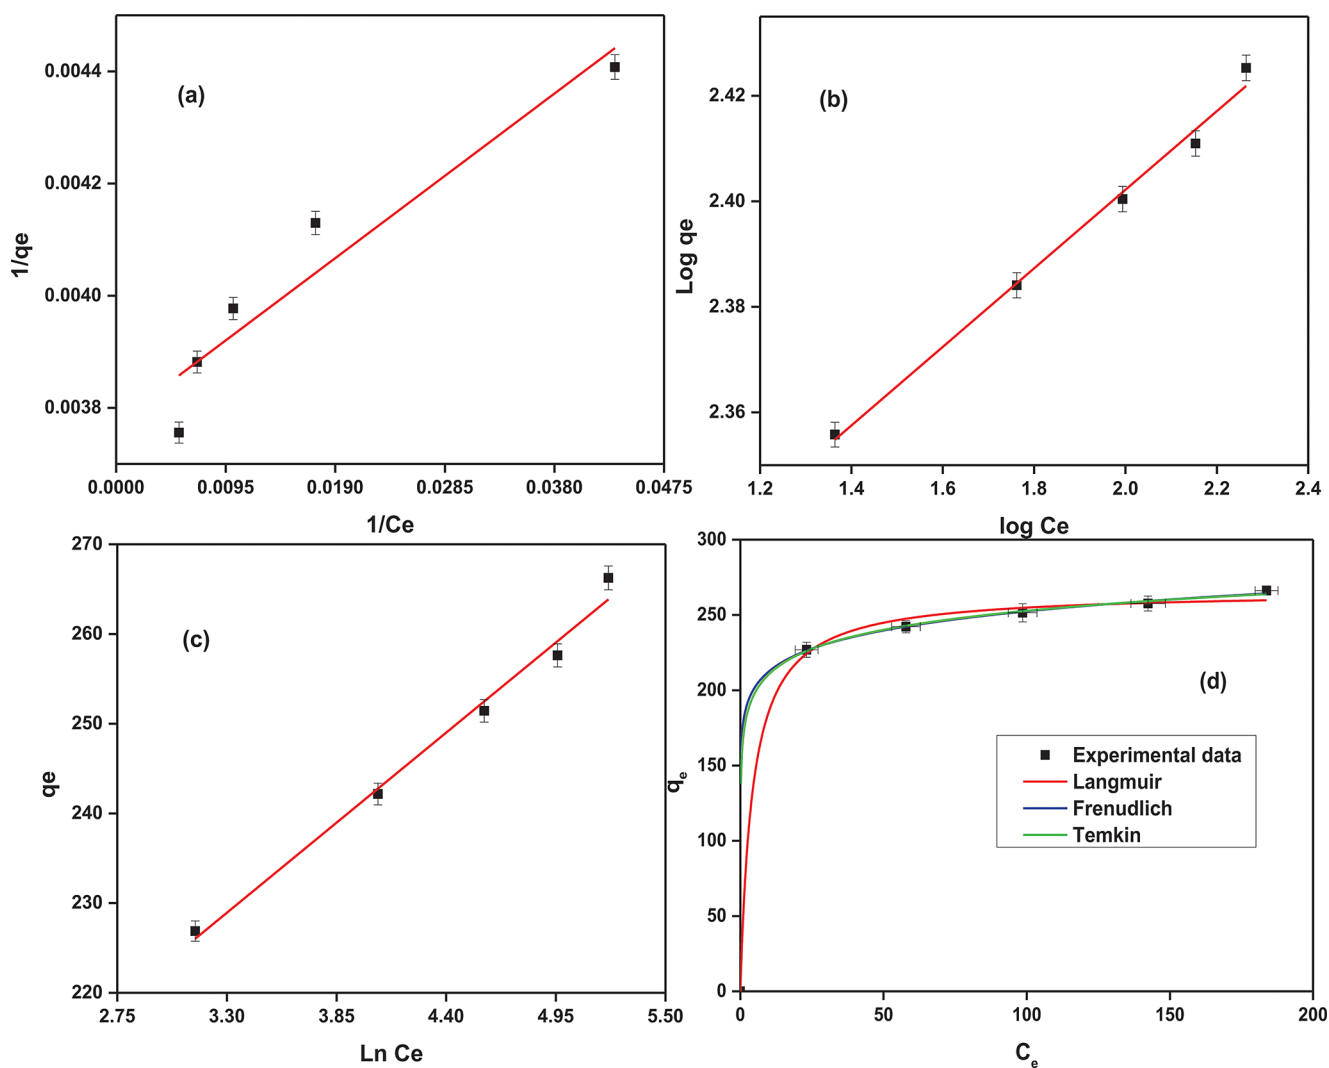 (a)
0.0044
0.0042
0.0040
0.0038
1/qe
0.0000 0.0095 0.0190 0.0285 0.0380 0.0475
1/Ce
(b)
2.42
2.40
2.38
2.36
Log qe
1.2 1.4 1.6 1.8 2.0 2.2 2.4
log Ce
(c)
270
260
250
240
230
220
qe
2.75 3.30 3.85 4.40 4.95 5.50
Ln Ce
300
250
200
150
100
50
0
qe
(d)
Experimental data
Langmuir
Frenudlich
Temkin
0 50 100 150 200
Ce